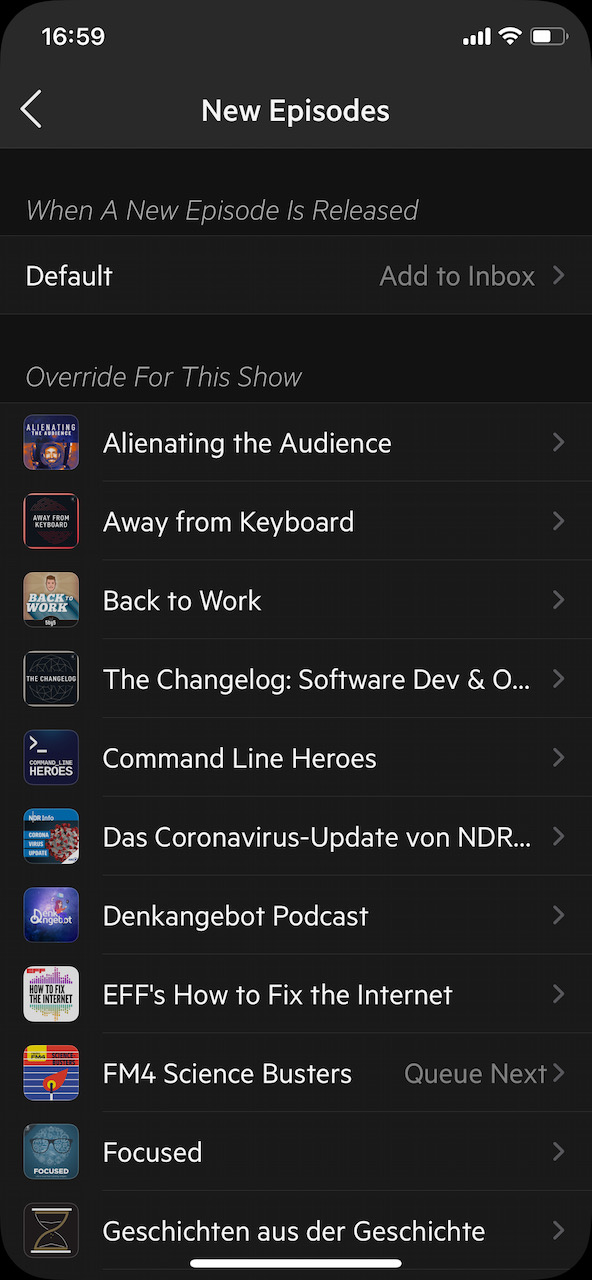 16:59
New Episodes
When A New Episode Is Released
Default Add to Inbox
Override For This Show
ALIENATING
THE AUDIENCE
Alienating the Audience
AWAY FROM
KEYBOARD
Away from Keyboard
BACK TO
WORK
5by5
Back to Work
THE CHANGELOG
The Changelog: Software Dev & O...
>_
COMMAND_LINE
HEROES
Command Line Heroes
NDR Info
CORONA
VIRUS
UPDATE
Das Coronavirus-Update von NDR...
Denk
angebot
Denkangebot Podcast
EFF
HOW TO FIX
THE INTERNET
EFF's How to Fix the Internet
FM4
SCIENCE
BUSTERS
FM4 Science Busters Queue Next
FOCUSED
Focused
Geschichten aus der Geschichte